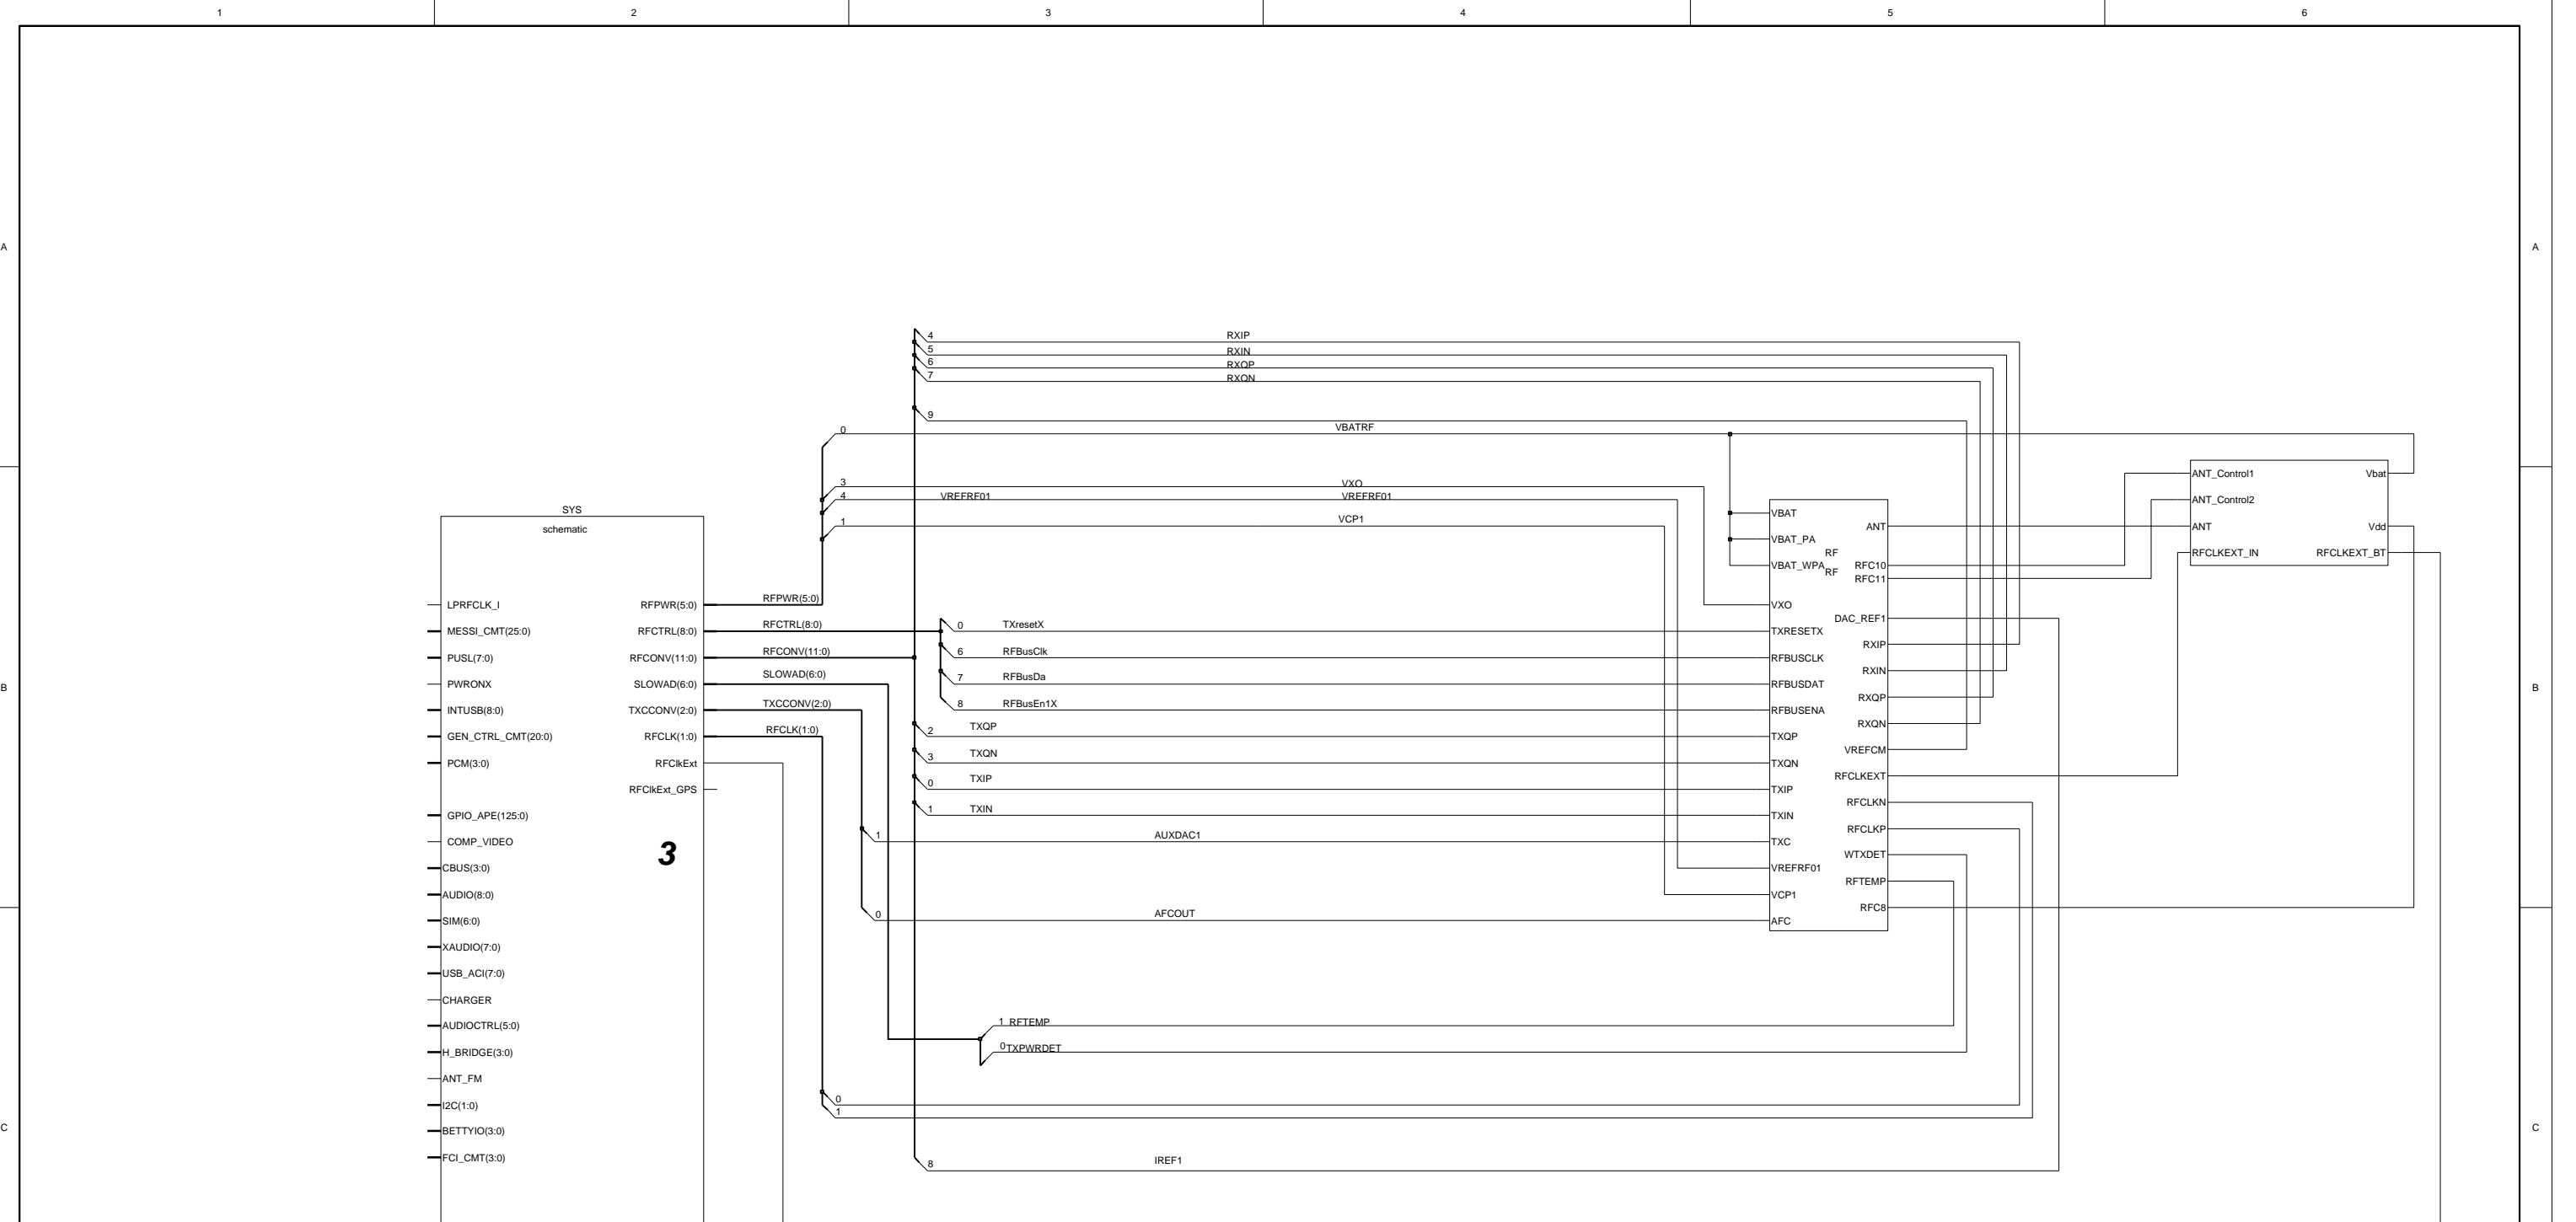 1 2 3 4 5 6
A A
4 RXIP
5 RXIN
6 RXQP
7 RXQN
9
0 VBATRF
ANT_Control1 Vbat
3 VXO
4 VREFRF01 VREFRF01
ANT_Control2
SYS
VBAT
1 VCP1
schematic
ANT
ANT Vdd
VBAT_PA
RF
RFCLKEXT_IN RFCLKEXT_BT
VBAT_WPA RFC10
RF
RFC11
RFPWR(5:0)
LPRFCLK_I RFPWR(5:0)
VXO
DAC_REF1
RFCTRL(8:0) 0 TXresetX
MESSI_CMT(25:0) RFCTRL(8:0) TXRESETX
RXIP
RFCONV(11:0) 6 RFBusClk
PUSL(7:0) RFCONV(11:0) RFBUSCLK
RXIN
SLOWAD(6:0) 7 RFBusDa
PWRONX SLOWAD(6:0) RFBUSDAT
B B
RXQP
TXCCONV(2:0) 8 RFBusEn1X
INTUSB(8:0) TXCCONV(2:0) RFBUSENA
RXQN
RFCLK(1:0) 2 TXQP
GEN_CTRL_CMT(20:0) RFCLK(1:0) TXQP
VREFCM
3 TXQN
PCM(3:0) RFClkExt TXQN
RFCLKEXT
0 TXIP
RFClkExt_GPS TXIP
RFCLKN
1 TXIN
GPIO_APE(125:0) TXIN
RFCLKP
1 AUXDAC1
COMP_VIDEO TXC
3
WTXDET
CBUS(3:0) VREFRF01
RFTEMP
AUDIO(8:0) VCP1
RFC8
0 AFCOUT
SIM(6:0) AFC
XAUDIO(7:0)
USB_ACI(7:0)
CHARGER
1 RFTEMP
AUDIOCTRL(5:0)
0 TXPWRDET
H_BRIDGE(3:0)
ANT_FM
0
I2C(1:0)
1
C C
BETTYIO(3:0)
FCI_CMT(3:0)
8 IREF1